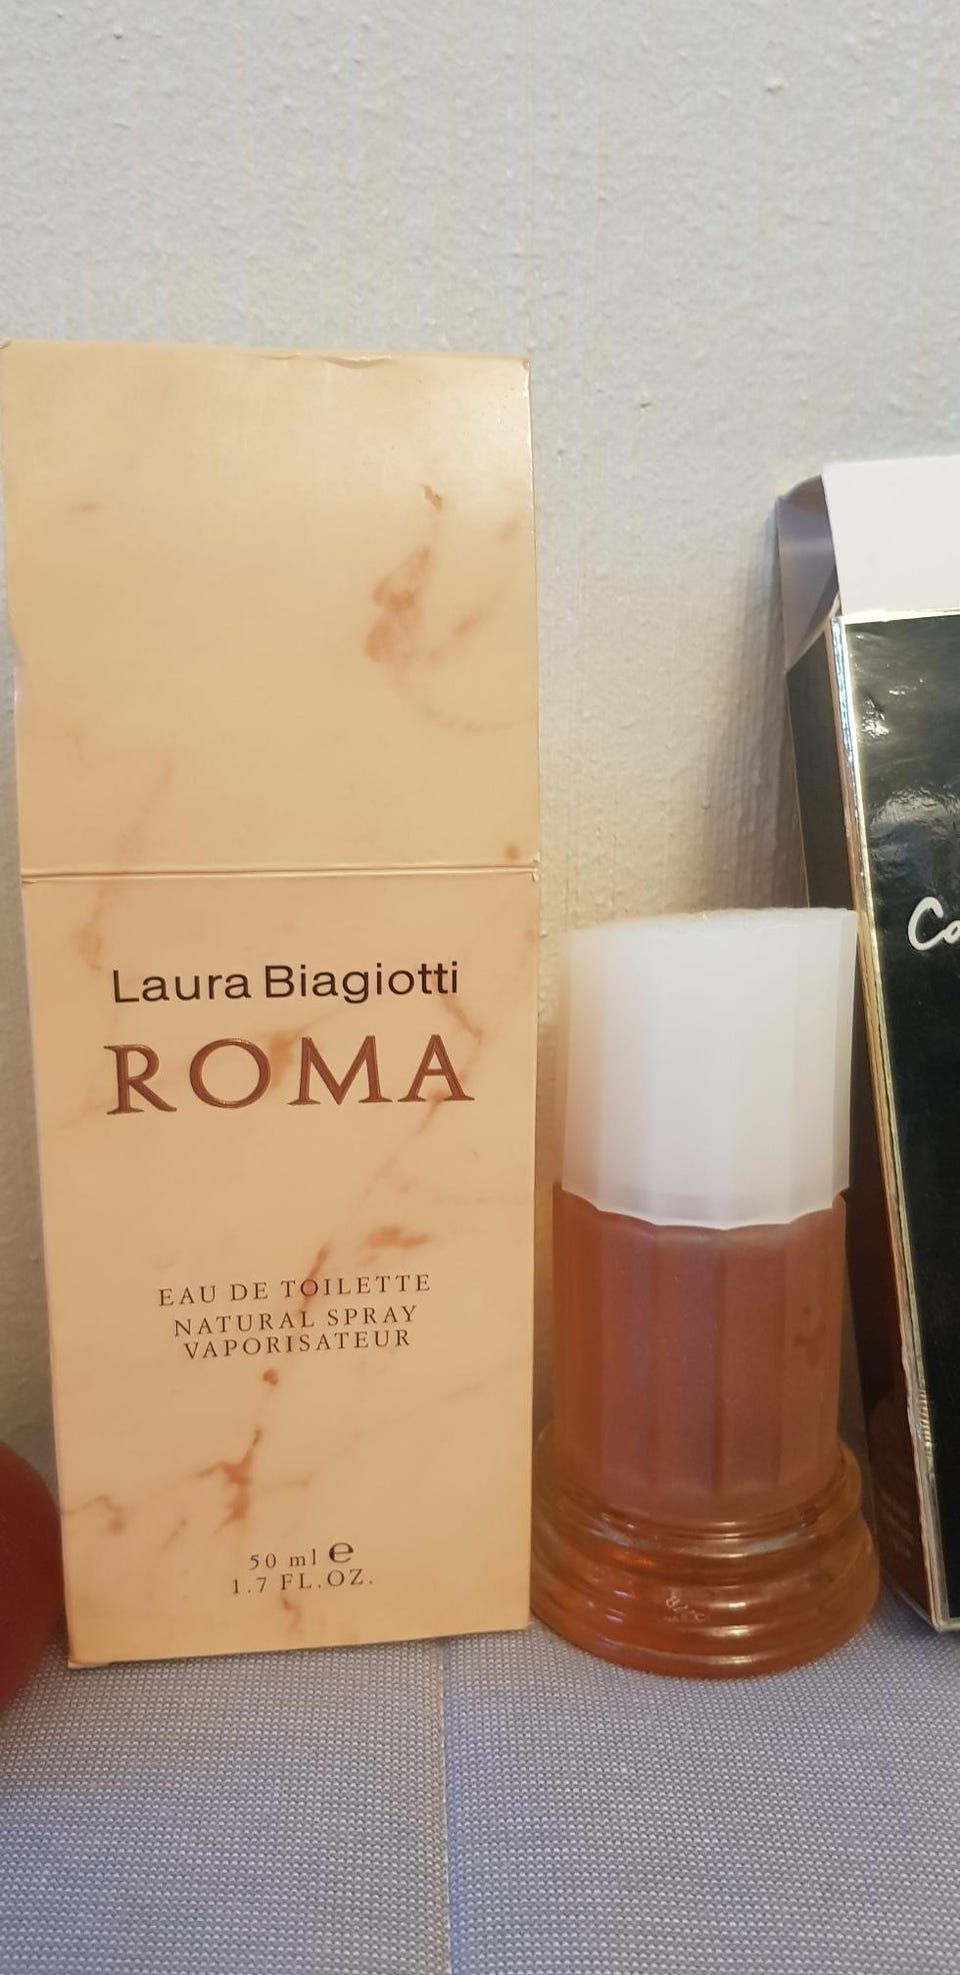 Laura Biagiotti
ROMA
EAU DE TOILETTE
NATURAL SPRAY
VAPORISATEUR
50 ml ℮
1.7 FL.OZ.